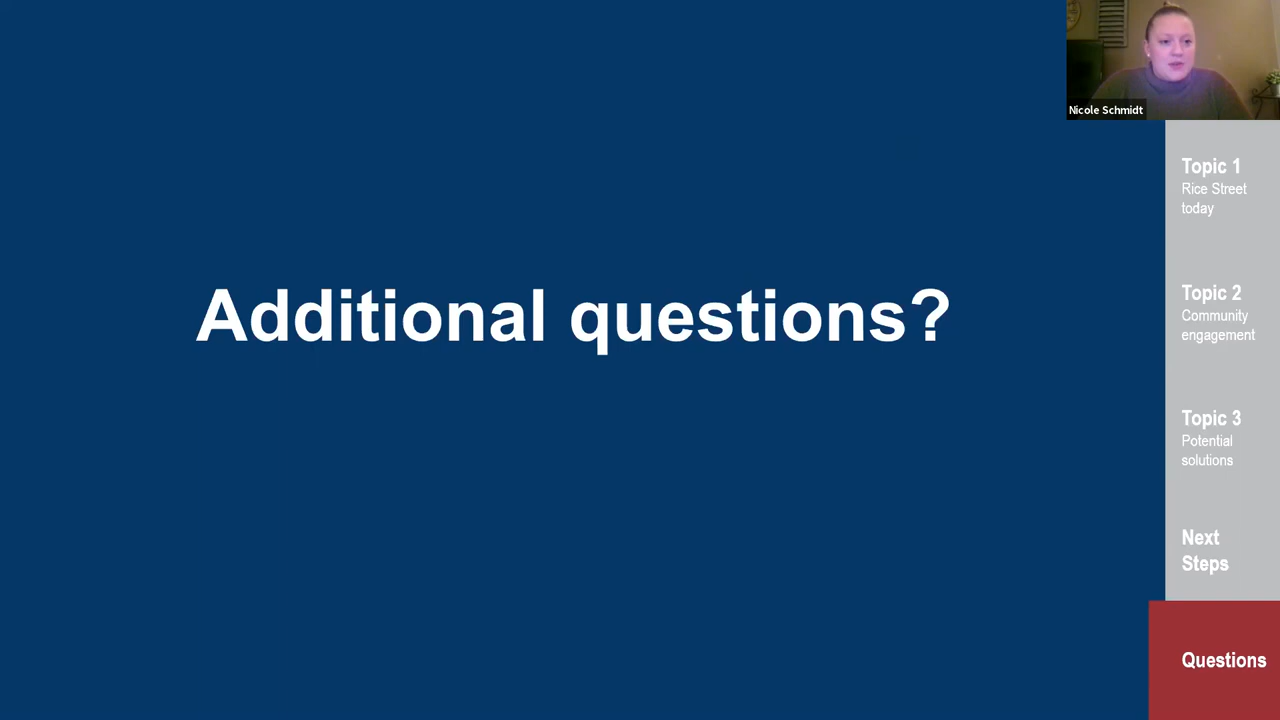 Additional questions?
Nicole Schmidt
Topic 1
Rice Street
today
Topic 2
Community
engagement
Topic 3
Potential
solutions
Next
Steps
Questions